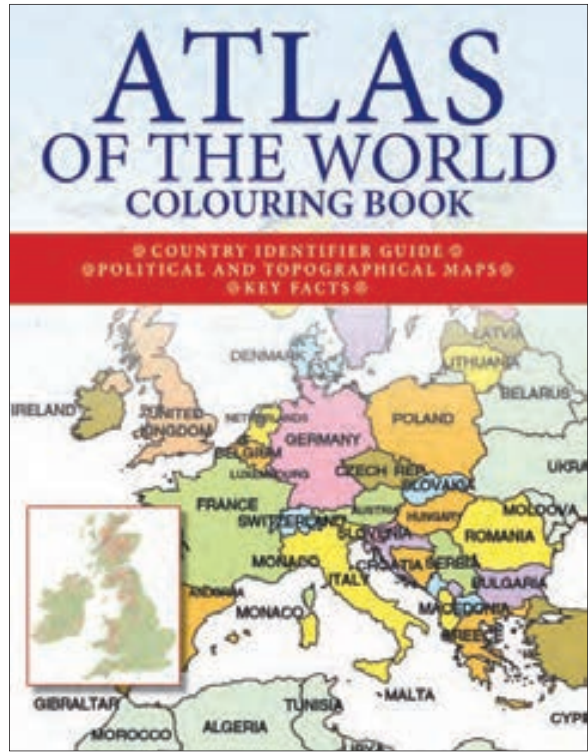 ATLAS
OF THE WORLD
COLOURING BOOK
COUNTRY IDENTIFIER GUIDE
POLITICAL AND TOPOGRAPHICAL MAPS
KEY FACTS
LATVIA
DENMARK
LITHUANIA
BELARUS
IRELAND
UNITED
KINGDOM
NETHERLANDS
POLAND
GERMANY
BELGIUM
LUXEMBOURG
CZECH REP.
UKRA
SLOVAKIA
FRANCE
AUSTRIA
MOLDOVA
SWITZERLAND
HUNGARY
SLOVENIA
ROMANIA
CROATIA
SERBIA
MONACO
ITALY
BULGARIA
ANDORRA
MONACO
MACEDONIA
GREECE
GIBRALTAR
MALTA
TUNISIA
CYP
MOROCCO
ALGERIA